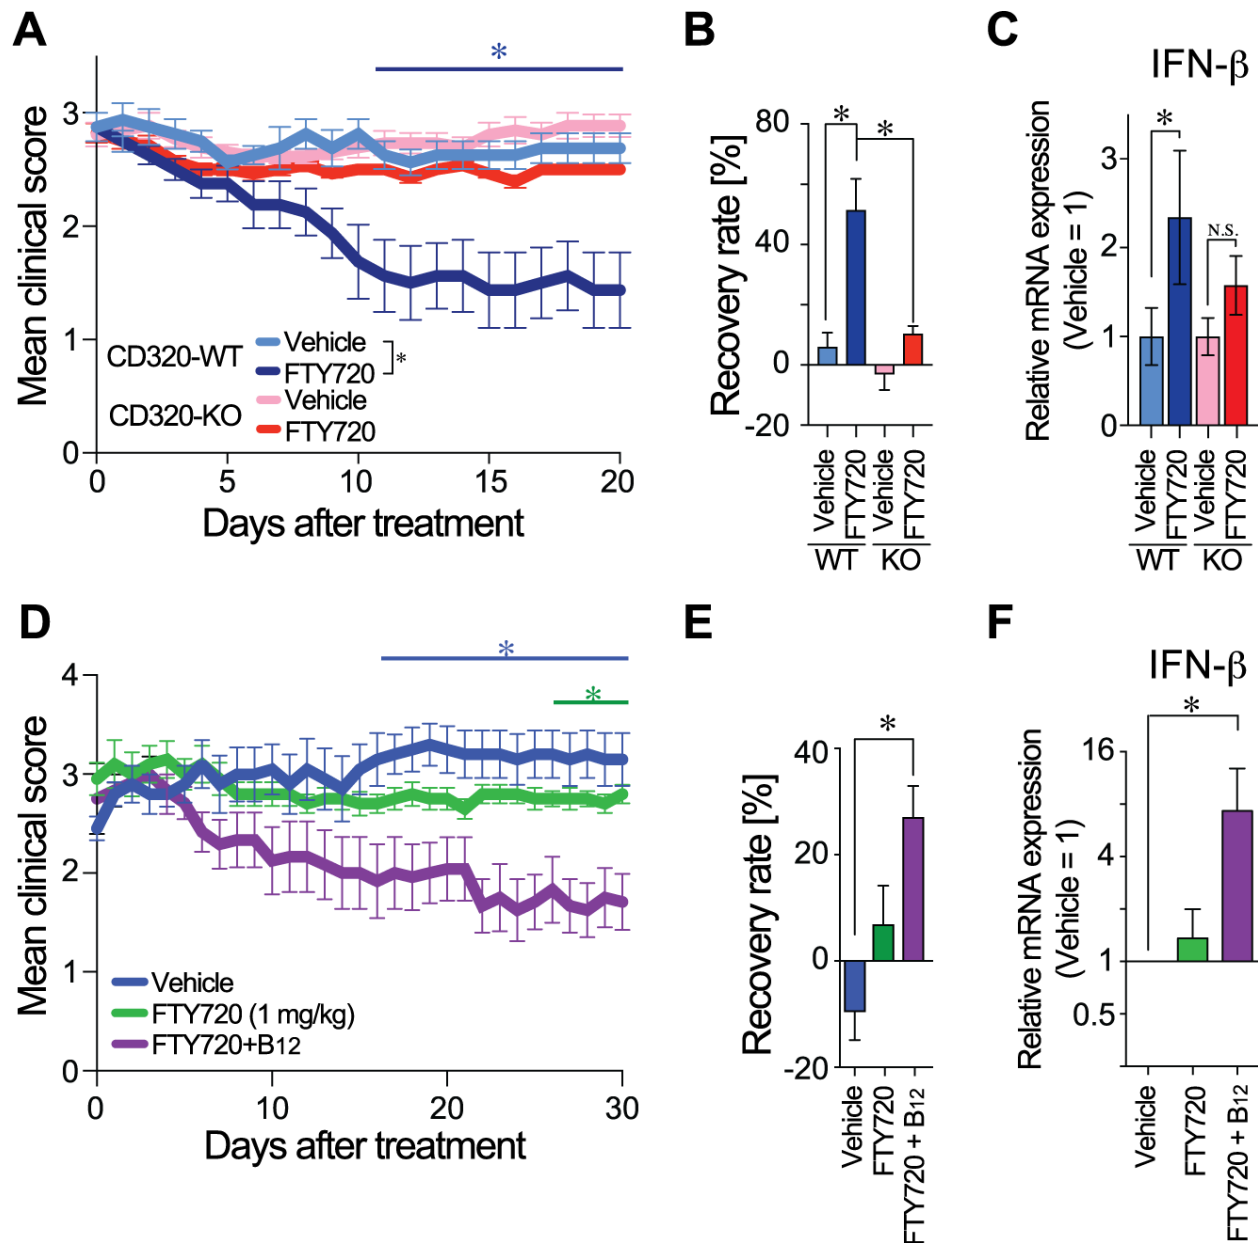 A
*
3
2
1
0
Mean clinical score
CD320-WT
Vehicle
FTY720
*
CD320-KO
Vehicle
FTY720
0 5 10 15 20
Days after treatment
B
* *
80
40
0
-20
Recovery rate [%]
Vehicle
FTY720
Vehicle
FTY720
WT KO
C
IFN-β
*
N.S.
3
2
1
0
Relative mRNA expression
(Vehicle = 1)
Vehicle
FTY720
Vehicle
FTY720
WT KO
D
*
*
4
3
2
1
0
Mean clinical score
Vehicle
FTY720 (1 mg/kg)
FTY720+B12
0 10 20 30
Days after treatment
E
*
40
20
0
-20
Recovery rate [%]
Vehicle
FTY720
FTY720 + B12
F
IFN-β
*
16
4
1
0.5
Relative mRNA expression
(Vehicle = 1)
Vehicle
FTY720
FTY720 + B12